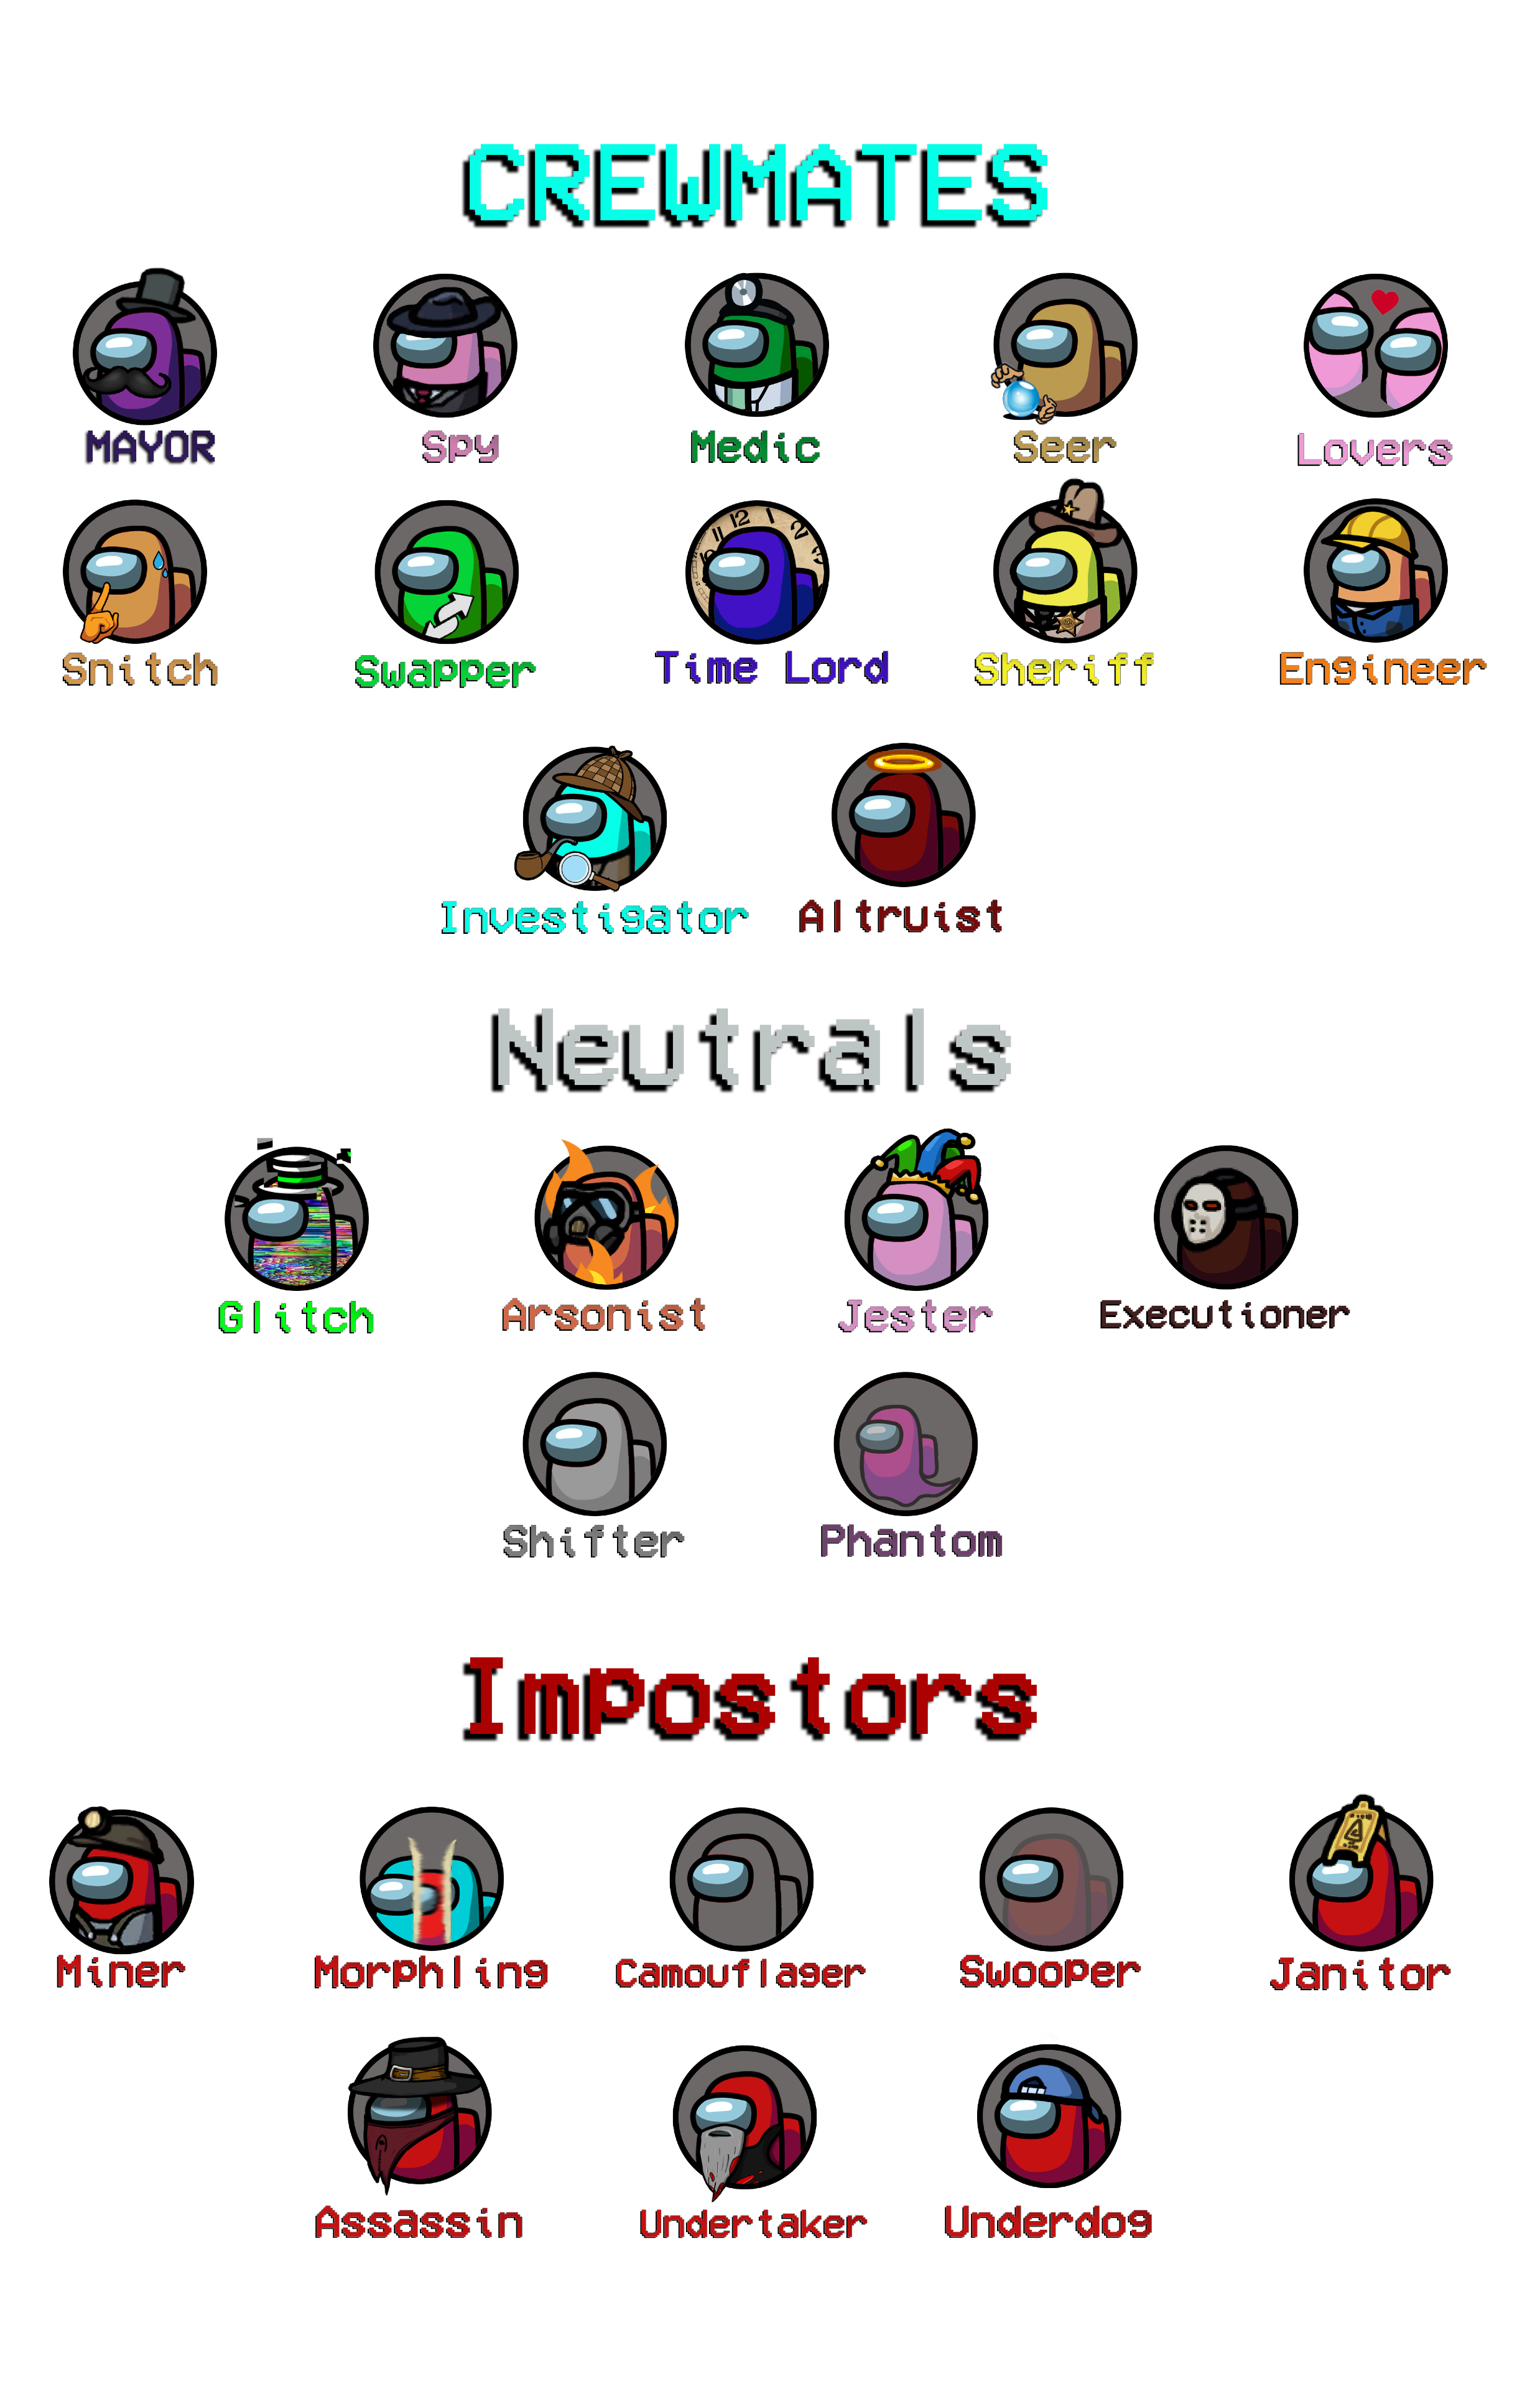 CREWMATES
MAYOR Spy Medic Seer Lovers
Snitch Swapper Time Lord Sheriff Engineer
Investigator Altruist
Neutrals
Glitch Arsonist Jester Executioner
Shifter Phantom
Impostors
Miner Morphling Camouflager Swooper Janitor
Assassin Undertaker Underdog